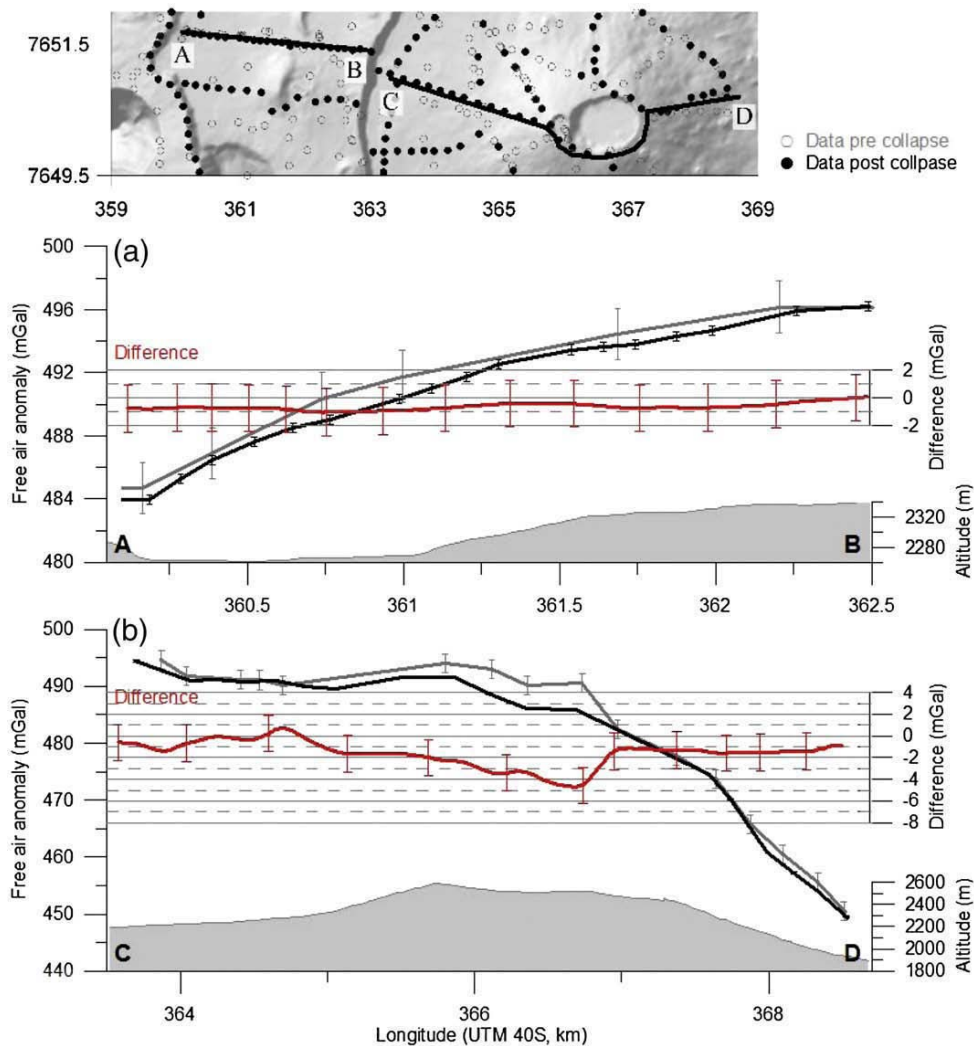 7651.5
A
B
C
D
7649.5
359 361 363 365 367 369
Data pre collapse
Data post collpase
(a)
500
496
492
488
484
480
Free air anomaly (mGal)
Difference
2
0
-2
Difference (mGal)
2320
2280
Altitude (m)
A
B
360.5 361 361.5 362 362.5
(b)
500
490
480
470
460
450
440
Free air anomaly (mGal)
Difference
4
2
0
-2
-4
-6
-8
Difference (mGal)
2600
2400
2200
2000
1800
Altitude (m)
C
D
364 366 368
Longitude (UTM 40S, km)